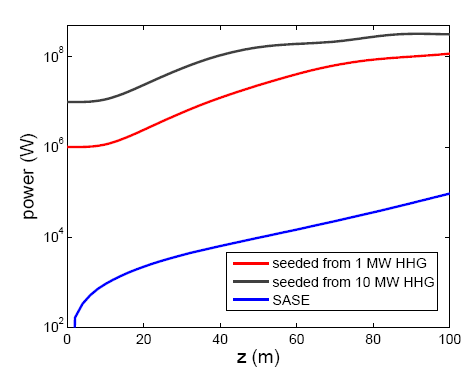 10^8
10^6
10^4
10^2
power (W)
seeded from 1 MW HHG
seeded from 10 MW HHG
SASE
0 20 40 60 80 100
z (m)